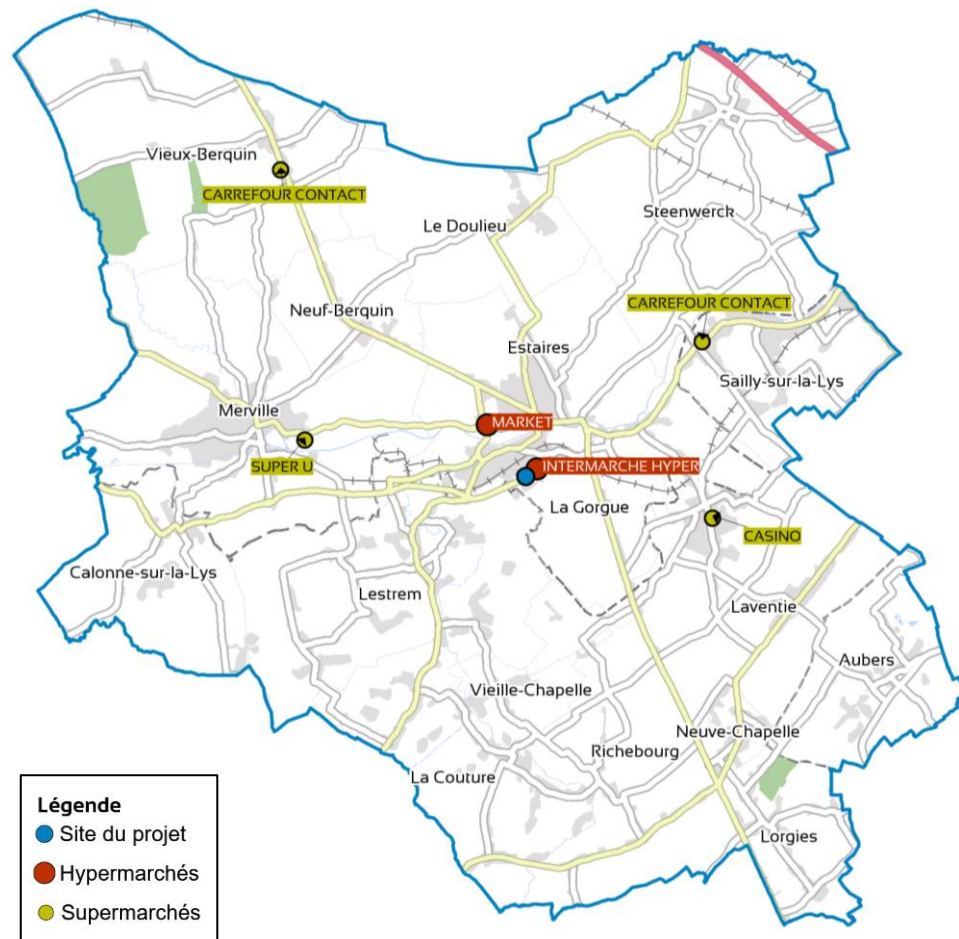 Vieux-Berquin
CARREFOUR CONTACT
Steenwerck
Le Doulieu
CARREFOUR CONTACT
Neuf-Berquin
Estaires
Sailly-sur-la-Lys
Merville
MARKET
SUPER U
INTERMARCHE HYPER
La Gorgue
CASINO
Calonne-sur-la-Lys
Lestrem
Laventie
Aubers
Vieille-Chapelle
Neuve-Chapelle
Richebourg
La Couture
Lorgies
Légende
Site du projet
Hypermarchés
Supermarchés